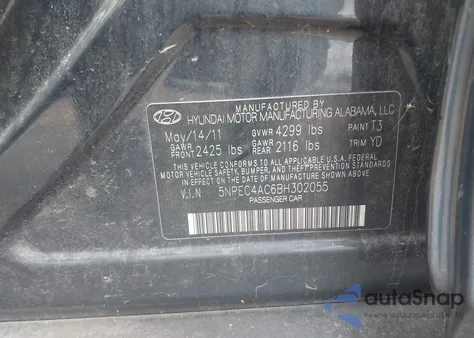 MANUFACTURED BY
HYUNDAI MOTOR MANUFACTURING ALABAMA, LLC
May/14/11 GVWR 4299 lbs PAINT T3
GAWR FRONT 2425 lbs GAWR REAR 2116 lbs TRIM YD
THIS VEHICLE CONFORMS TO ALL APPLICABLE FEDERAL
MOTOR VEHICLE SAFETY, BUMPER, AND THEFT PREVENTION
STANDARDS IN EFFECT ON THE DATE OF MANUFACTURE SHOWN ABOVE.
V.I.N 5NPEC4AC6BH302055
PASSENGER CAR
autoSnap